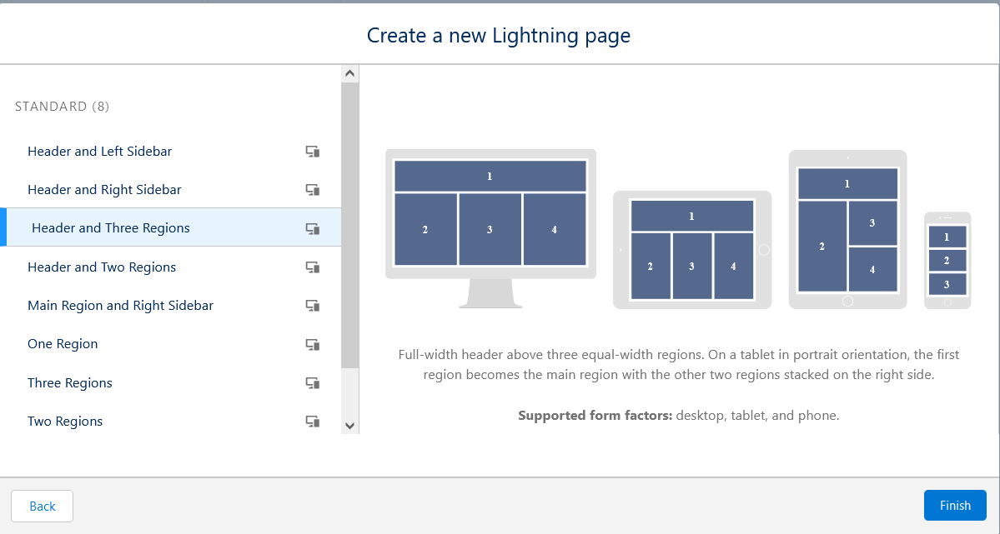 Create a new Lightning page
STANDARD (8)
Header and Left Sidebar
Header and Right Sidebar
Header and Three Regions
Header and Two Regions
Main Region and Right Sidebar
One Region
Three Regions
Two Regions
1
2 3 4
1
2 3 4
1
2
3
4
1
2
3
Full-width header above three equal-width regions. On a tablet in portrait orientation, the first
region becomes the main region with the other two regions stacked on the right side.
Supported form factors: desktop, tablet, and phone.
Back
Finish